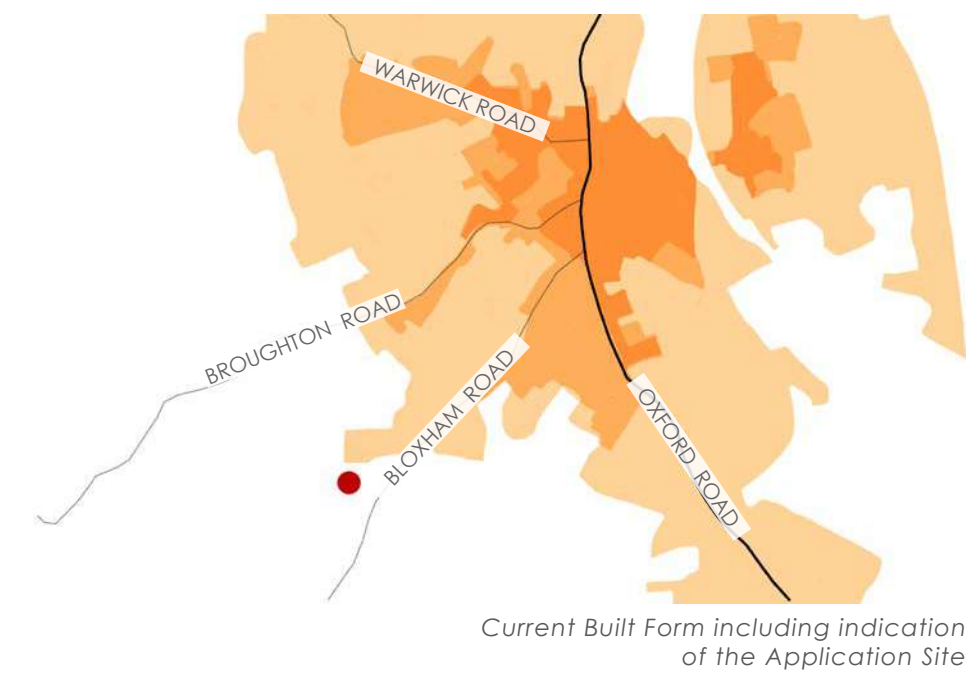 WARWICK ROAD
BROUGHTON ROAD
BLOXHAM ROAD
OXFORD ROAD
Current Built Form including indication
of the Application Site